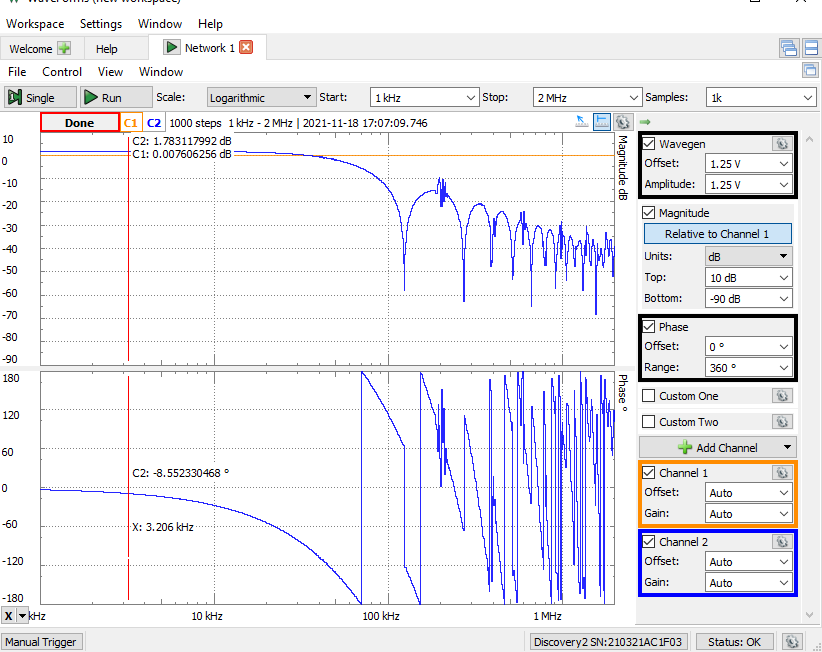 WaveForms (new workspace)
Workspace Settings Window Help
Welcome Help Network 1
File Control View Window
Single Run Scale: Logarithmic Start: 1 kHz Stop: 2 MHz Samples: 1k
Done C1 C2 1000 steps 1 kHz - 2 MHz | 2021-11-18 17:07:09.746
C2: 1.783117992 dB
C1: 0.007606256 dB
10
0
-10
-20
-30
-40
-50
-60
-70
-80
-90
Magnitude dB
180
120
60
0
-60
-120
-180
Phase °
C2: -8.552330468 °
X: 3.206 kHz
X kHz 10 kHz 100 kHz 1 MHz
Wavegen
Offset: 1.25 V
Amplitude: 1.25 V
Magnitude
Relative to Channel 1
Units: dB
Top: 10 dB
Bottom: -90 dB
Phase
Offset: 0 °
Range: 360 °
Custom One
Custom Two
Add Channel
Channel 1
Offset: Auto
Gain: Auto
Channel 2
Offset: Auto
Gain: Auto
Manual Trigger Discovery2 SN:210321AC1F03 Status: OK